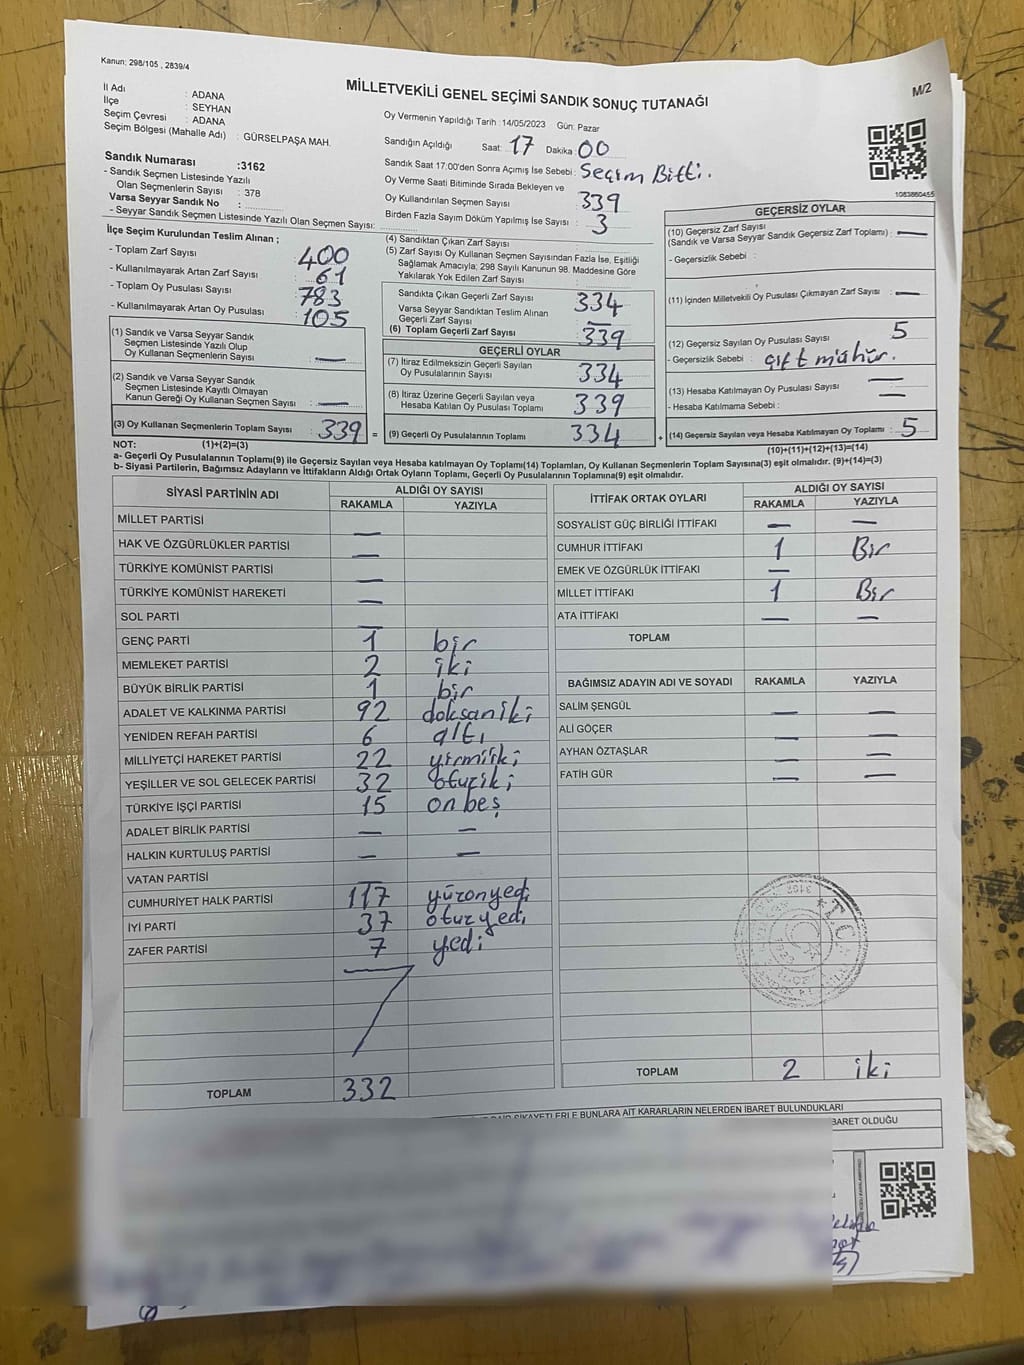 Kanun; 298/105 , 2839/4
M/2
MİLLETVEKİLİ GENEL SEÇİMİ SANDIK SONUÇ TUTANAĞI
İl Adı : ADANA
İlçe : SEYHAN
Seçim Çevresi : ADANA
Seçim Bölgesi (Mahalle Adı) : GÜRSELPAŞA MAH.
Oy Vermenin Yapıldığı Tarih : 14/05/2023 Gün: Pazar
Sandığın Açıldığı Saat: 17 Dakika: 00
Sandık Saat 17:00'den Sonra Açımış İse Sebebi : Seçim Bitti.
Oy Verme Saati Bitiminde Sırada Bekleyen ve
Oy Kullandırılan Seçmen Sayısı : 339
Birden Fazla Sayım Döküm Yapılmış İse Sayısı : 3
1083860455
Sandık Numarası :3162
- Sandık Seçmen Listesinde Yazılı
Olan Seçmenlerin Sayısı : 378
Varsa Seyyar Sandık No :
- Seyyar Sandık Seçmen Listesinde Yazılı Olan Seçmen Sayısı:
İlçe Seçim Kurulundan Teslim Alınan ;
- Toplam Zarf Sayısı : 400
- Kullanılmayarak Artan Zarf Sayısı : 61
- Toplam Oy Pusulası Sayısı : 783
- Kullanılmayarak Artan Oy Pusulası : 105
(1) Sandık ve Varsa Seyyar Sandık
Seçmen Listesinde Yazılı Olup
Oy Kullanan Seçmenlerin Sayısı : —
(2) Sandık ve Varsa Seyyar Sandık
Seçmen Listesinde Kayıtlı Olmayan
Kanun Gereği Oy Kullanan Seçmen Sayısı : —
(3) Oy Kullanan Seçmenlerin Toplam Sayısı : 339 =
(4) Sandıktan Çıkan Zarf Sayısı :
(5) Zarf Sayısı Oy Kullanan Seçmen Sayısından Fazla İse, Eşitliği
Sağlamak Amacıyla; 298 Sayılı Kanunun 98. Maddesine Göre
Yakılarak Yok Edilen Zarf Sayısı :
Sandıkta Çıkan Geçerli Zarf Sayısı 334
Varsa Seyyar Sandıktan Teslim Alınan
Geçerli Zarf Sayısı —
(6) Toplam Geçerli Zarf Sayısı : 339
GEÇERLİ OYLAR
(7) İtiraz Edilmeksizin Geçerli Sayılan
Oy Pusulalarının Sayısı : 334
(8) İtiraz Üzerine Geçerli Sayılan veya
Hesaba Katılan Oy Pusulası Toplamı : 339
(9) Geçerli Oy Pusulalarının Toplamı 334 +
GEÇERSİZ OYLAR
(10) Geçersiz Zarf Sayısı
(Sandık ve Varsa Seyyar Sandık Geçersiz Zarf Toplamı) : —
- Geçersizlik Sebebi :
(11) İçinden Milletvekili Oy Pusulası Çıkmayan Zarf Sayısı : —
(12) Geçersiz Sayılan Oy Pusulası Sayısı : 5
- Geçersizlik Sebebi : çift mühür.
(13) Hesaba Katılmayan Oy Pusulası Sayısı : —
- Hesaba Katılmama Sebebi :
(14) Geçersiz Sayılan veya Hesaba Katılmayan Oy Toplamı : 5
NOT: (1)+(2)=(3)
(10)+(11)+(12)+(13)=(14)
a- Geçerli Oy Pusulasının Toplamı(9) ile Geçersiz Sayılan veya Hesaba katılmayan Oy Toplamı(14) Toplamları, Oy Kullanan Seçmenlerin Toplam Sayısına(3) eşit olmalıdır. (9)+(14)=(3)
b- Siyasi Partilerin, Bağımsız Adayların ve İttifakların Aldığı Ortak Oyların Toplamı, Geçerli Oy Pusulasının Toplamına(9) eşit olmalıdır.
SİYASİ PARTİNİN ADI ALDIĞI OY SAYISI
RAKAMLA YAZIYLA
MİLLET PARTİSİ —
HAK VE ÖZGÜRLÜKLER PARTİSİ —
TÜRKİYE KOMÜNİST PARTİSİ —
TÜRKİYE KOMÜNİST HAREKETİ —
SOL PARTİ —
GENÇ PARTİ 1 bir
MEMLEKET PARTİSİ 2 iki
BÜYÜK BİRLİK PARTİSİ 1 bir
ADALET VE KALKINMA PARTİSİ 92 doksaniki
YENİDEN REFAH PARTİSİ 6 altı
MİLLİYETÇİ HAREKET PARTİSİ 22 yirmiiki
YEŞİLLER VE SOL GELECEK PARTİSİ 32 otuziki
TÜRKİYE İŞÇİ PARTİSİ 15 onbeş
ADALET BİRLİK PARTİSİ — —
HALKIN KURTULUŞ PARTİSİ — —
VATAN PARTİSİ —
CUMHURİYET HALK PARTİSİ 117 yüzonyedi
İYİ PARTİ 37 otuzyedi
ZAFER PARTİSİ 7 yedi
TOPLAM 332
İTTİFAK ORTAK OYLARI ALDIĞI OY SAYISI
RAKAMLA YAZIYLA
SOSYALİST GÜÇ BİRLİĞİ İTTİFAKI — —
CUMHUR İTTİFAKI 1 Bir
EMEK VE ÖZGÜRLÜK İTTİFAKI —
MİLLET İTTİFAKI 1 Bir
ATA İTTİFAKI — —
TOPLAM
BAĞIMSIZ ADAYIN ADI VE SOYADI RAKAMLA YAZIYLA
SALİM ŞENGÜL — —
ALİ GÖÇER — —
AYHAN ÖZTAŞLAR — —
FATİH GÜR — —
T.C.
TOPLAM 2 iki
DAİR ŞİKAYETLERLE BUNLARA AİT KARARLARIN NELERDEN İBARET BULUNDUKLARI
İBARET OLDUĞU